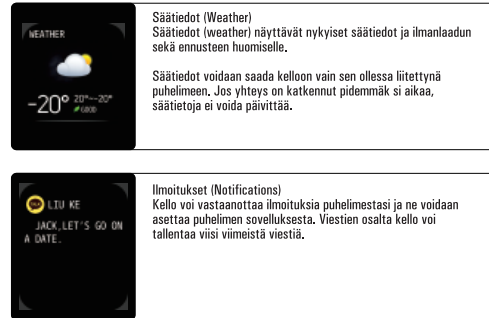 WEATHER
-20° 20°--20°
GOOD
Säätiedot (Weather)
Säätiedot (weather) näyttävät nykyiset säätiedot ja ilmanlaadun
sekä ennusteen huomiselle.
Säätiedot voidaan saada kelloon vain sen ollessa liitettynä
puhelimeen. Jos yhteys on katkennut pidemmäk si aikaa,
säätietoja ei voida päivittää.
LIU KE
JACK,LET'S GO ON
A DATE.
Ilmoitukset (Notifications)
Kello voi vastaanottaa ilmoituksia puhelimestasi ja ne voidaan
asettaa puhelimen sovelluksesta. Viestien osalta kello voi
tallentaa viisi viimeistä viestiä.